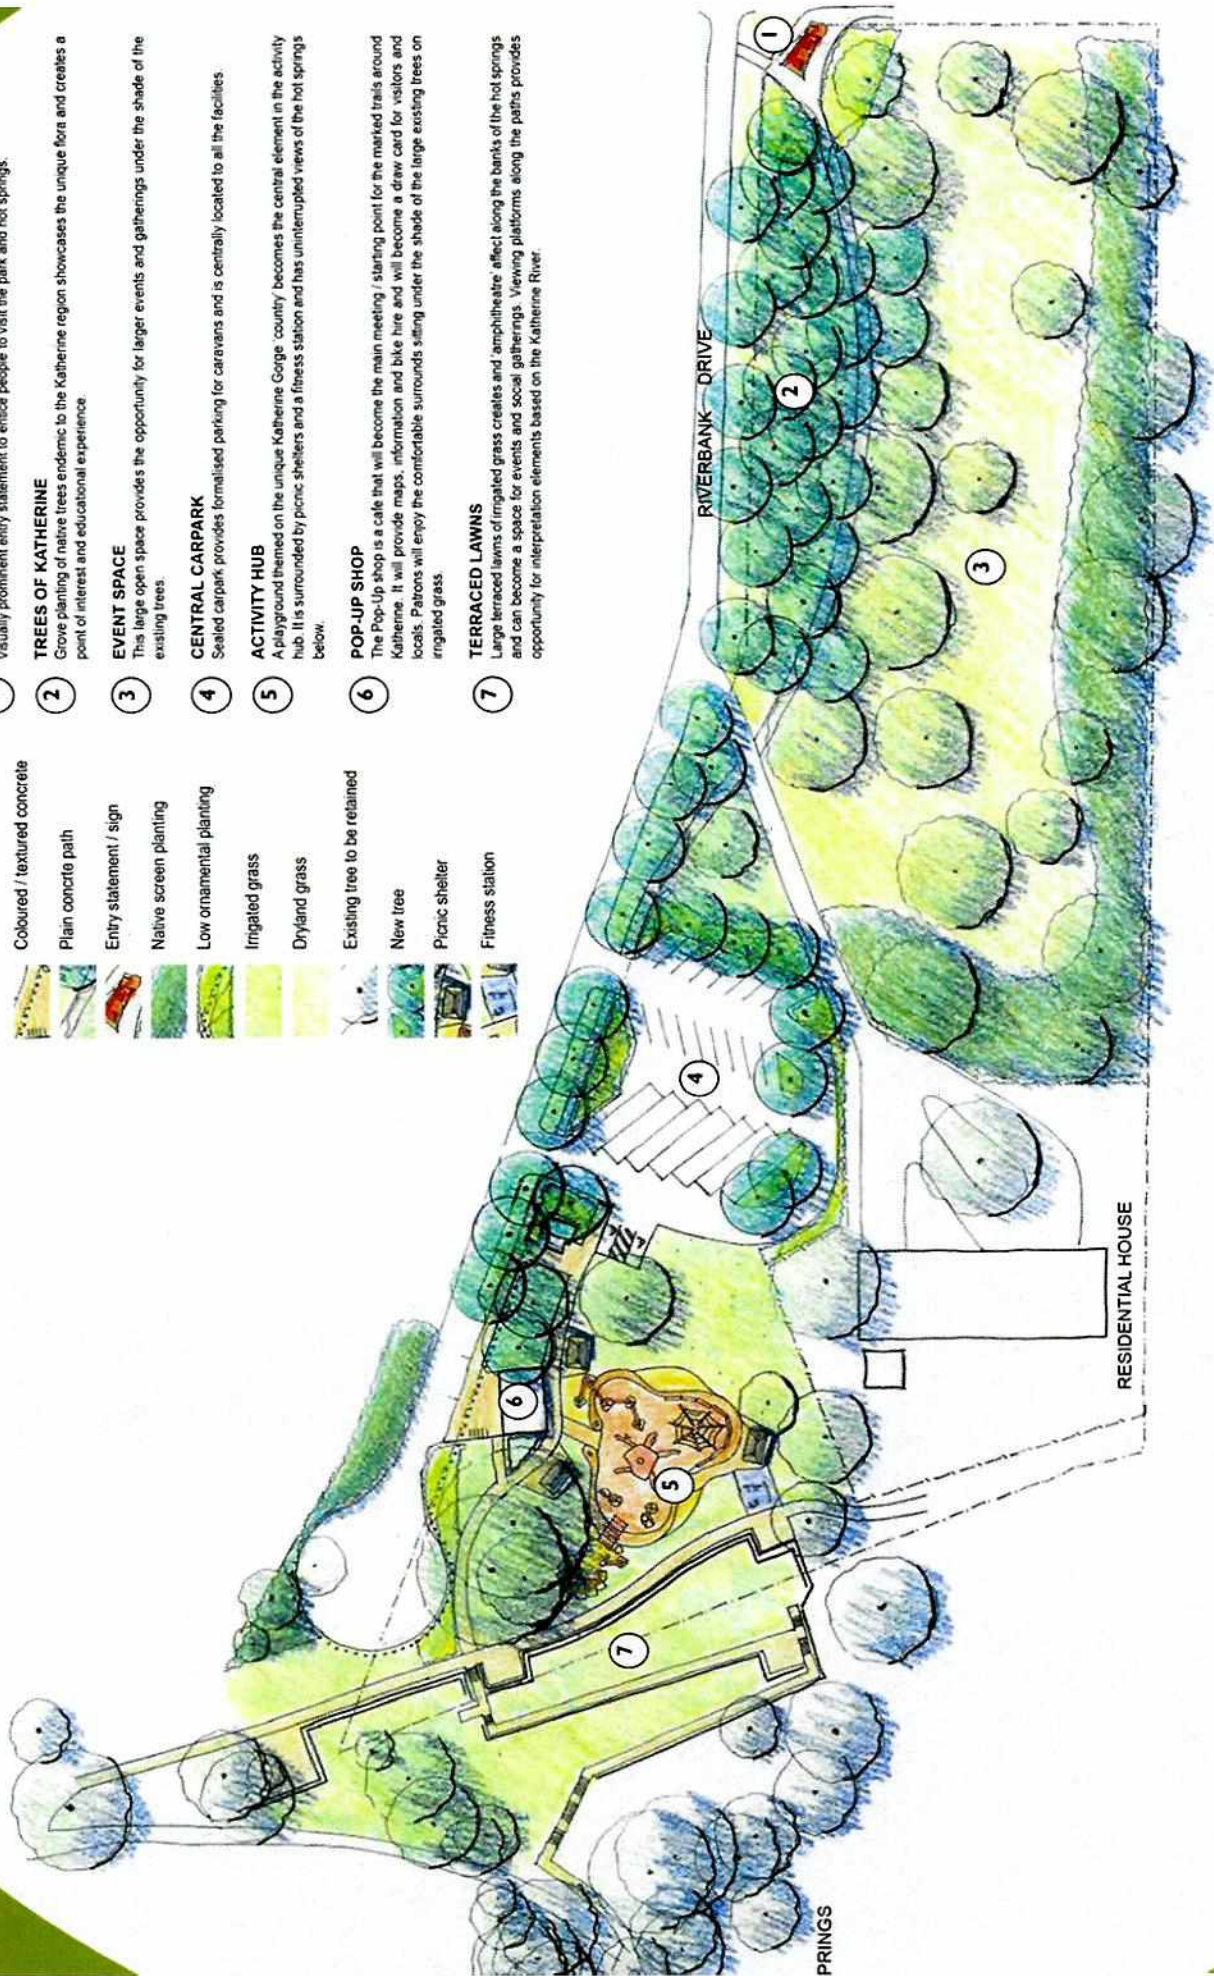 Visually prominent entry statement to entice people to visit the park and hot springs.
2
TREES OF KATHERINE
Grove planting of native trees endemic to the Katherine region showcases the unique flora and creates a
point of interest and educational experience.
3
EVENT SPACE
This large open space provides the opportunity for larger events and gatherings under the shade of the
existing trees.
4
CENTRAL CARPARK
Sealed carpark provides formalised parking for caravans and is centrally located to all the facilities.
5
ACTIVITY HUB
A playground themed on the unique Katherine Gorge 'country' becomes the central element in the activity
hub. It is surrounded by picnic shelters and a fitness station and has uninterrupted views of the hot springs
below.
6
POP-UP SHOP
The Pop-Up shop is a cafe that will become the main meeting / starting point for the marked trails around
Katherine. It will provide maps, information and bike hire and will become a draw card for visitors and
locals. Patrons will enjoy the comfortable surrounds sitting under the shade of the large existing trees on
irrigated grass.
7
TERRACED LAWNS
Large terraced lawns of irrigated grass creates and 'amphitheatre' affect along the banks of the hot springs
and can become a space for events and social gatherings. Viewing platforms along the paths provides
opportunity for interpretation elements based on the Katherine River.
Coloured / textured concrete
Plain concrte path
Entry statement / sign
Native screen planting
Low ornamental planting
Irrigated grass
Dryland grass
Existing tree to be retained
New tree
Picnic shelter
Fitness station
RIVERBANK DRIVE
1
2
3
4
5
6
7
RESIDENTIAL HOUSE
PRINGS